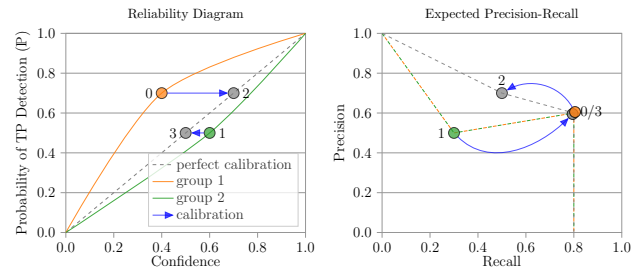 Reliability Diagram
Probability of TP Detection (ℙ)
1.0
0.8
0.6
0.4
0.2
0.0
0
2
3
1
perfect calibration
group 1
group 2
calibration
0.0 0.2 0.4 0.6 0.8 1.0
Confidence
Expected Precision-Recall
Precision
1.0
0.8
0.6
0.4
0.2
0.0
2
0/3
1
0.0 0.2 0.4 0.6 0.8 1.0
Recall